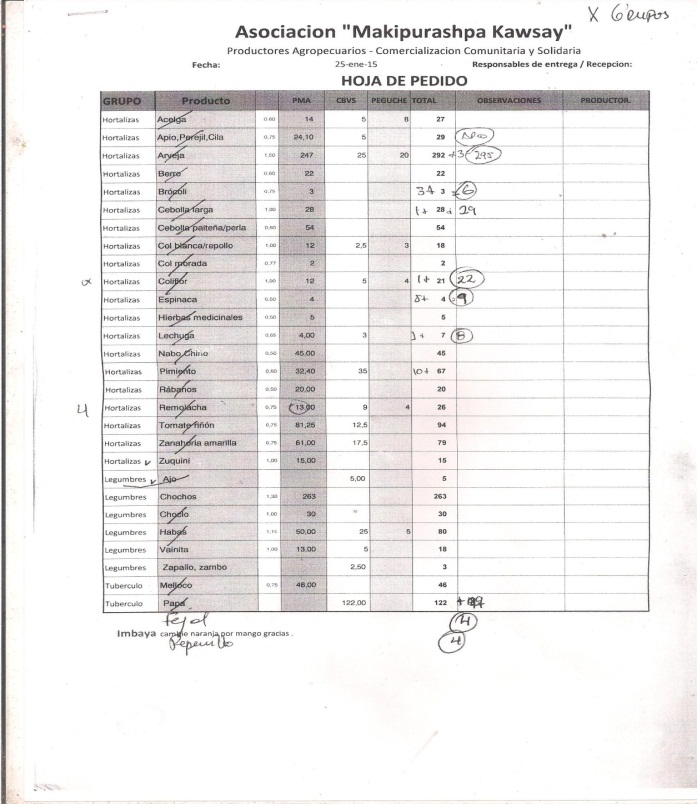 X Grupos
Asociacion "Makipurashpa Kawsay"
Productores Agropecuarios - Comercializacion Comunitaria y Solidaria
Fecha: 25-ene-15 Responsables de entrega / Recepcion:
HOJA DE PEDIDO
GRUPO Producto PMA CBVS PEGUCHE TOTAL OBSERVACIONES PRODUCTOR.
Hortalizas Acelga 0,60 14 5 8 27
Hortalizas Apio,Perejil,Cila 0,75 24,10 5 29
Hortalizas Arveja 1,50 247 25 20 292 +3 295
Hortalizas Berro 0,60 22 22
Hortalizas Brócoli 0,75 3 3+ 3 = 6
Hortalizas Cebolla larga 1,00 28 1+ 28 29
Hortalizas Cebolla paiteña/perla 0,50 54 54
Hortalizas Col blanca/repollo 1,00 12 2,5 3 18
Hortalizas Col morada 0,77 2 2
Hortalizas Coliflor 1,00 12 5 4 1+ 21 22
Hortalizas Espinaca 0,50 4 5+ 4 9
Hortalizas Hierbas medicinales 0,50 5 5
Hortalizas Lechuga 0,65 4,00 3 1+ 7 8
Hortalizas Nabo Chino 0,50 45,00 45
Hortalizas Pimiento 0,60 32,40 35 10+ 67
Hortalizas Rábanos 0,50 20,00 20
4 Hortalizas Remolacha 0,75 13,00 9 4 26
Hortalizas Tomate riñón 0,75 81,25 12,5 94
Hortalizas Zanahoria amarilla 0,75 61,00 17,5 79
Hortalizas Zuquini 1,00 15,00 15
Legumbres Ajo 5,00 5
Legumbres Chochos 1,30 263 263
Legumbres Choclo 1,00 30 30
Legumbres Habas 1,15 50,00 25 5 80
Legumbres Vainita 1,00 13,00 5 18
Legumbres Zapallo, zambo 2,50 3
Tuberculo Melloco 0,75 46,00 46
Tuberculo Papa 122,00 122
4
Imbaya cambie naranja por mango gracias .
Pepenillo 4